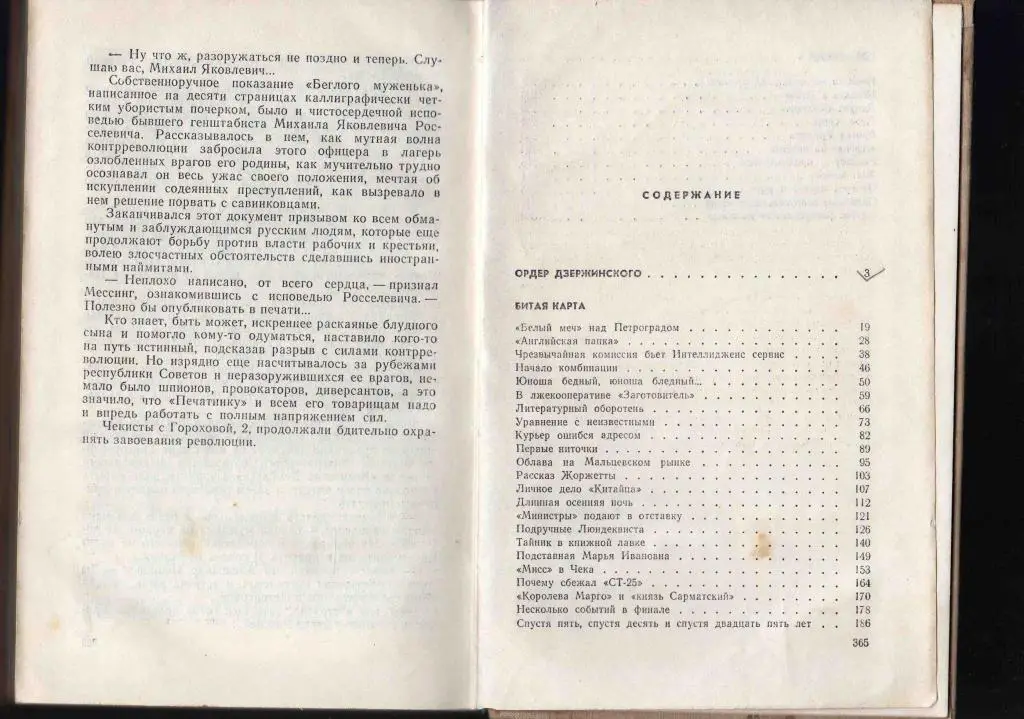 — Ну что ж, разоружаться не поздно и теперь. Слу-
шаю вас, Михаил Яковлевич...
Собственноручное показание «Беглого муженька»,
написанное на десяти страницах каллиграфически чет-
ким убористым почерком, было и чистосердечной испо-
ведью бывшего генштабиста Михаила Яковлевича Рос-
селевича. Рассказывалось в нем, как мутная волна
контрреволюции забросила этого офицера в лагерь
озлобленных врагов его родины, как мучительно трудно
осознавал он весь ужас своего положения, мечтая об
искуплении содеянных преступлений, как вызревало в
нем решение порвать с савинковцами.
Заканчивался этот документ призывом ко всем обма-
нутым и заблуждающимся русским людям, которые еще
продолжают борьбу против власти рабочих и крестьян,
волею злосчастных обстоятельств сделавшись иностран-
ными наймитами.
— Неплохо написано, от всего сердца, — признал
Мессинг, ознакомившись с исповедью Росселевича. —
Полезно бы опубликовать в печати...
Кто знает, быть может, искреннее раскаянье блудного
сына и помогло кому-то одуматься, наставило кого-то
на путь истинный, подсказав разрыв с силами контрре-
волюции. Но изрядно еще насчитывалось за рубежами
республики Советов и неразоружившихся ее врагов, не-
мало было шпионов, провокаторов, диверсантов, а это
значило, что «Печатнику» и всем его товарищам надо
и впредь работать с полным напряжением сил.
Чекисты с Гороховой, 2, продолжали бдительно охра-
нять завоевания революции.
СОДЕРЖАНИЕ
ОРДЕР ДЗЕРЖИНСКОГО . . . . . . . . . . . . . 3
БИТАЯ КАРТА
«Белый меч» над Петроградом . . . . . . . . . . 19
«Английская папка» . . . . . . . . . . . . . . 28
Чрезвычайная комиссия бьет Интеллидженс сервис . . . . 38
Начало комбинации . . . . . . . . . . . . . . 46
Юноша бедный, юноша бледный... . . . . . . . . . 50
В лжекооперативе «Заготовитель» . . . . . . . . . 59
Литературный оборотень . . . . . . . . . . . . 66
Уравнение с неизвестными . . . . . . . . . . . . 73
Курьер ошибся адресом . . . . . . . . . . . . . 82
Первые ниточки . . . . . . . . . . . . . . . 89
Облава на Мальцевском рынке . . . . . . . . . . 95
Рассказ Жоржетты . . . . . . . . . . . . . . 103
Личное дело «Китайца» . . . . . . . . . . . . . 107
Длинная осенняя ночь . . . . . . . . . . . . . 112
«Министры» подают в отставку . . . . . . . . . . 121
Подручные Люндеквиста . . . . . . . . . . . . 126
Тайник в книжной лавке . . . . . . . . . . . . 140
Подставная Марья Ивановна . . . . . . . . . . . 149
«Мисс» в Чека . . . . . . . . . . . . . . . 153
Почему сбежал «СТ-25» . . . . . . . . . . . . . 164
«Королева Марго» и «князь Сарматский» . . . . . . . 170
Несколько событий в финале . . . . . . . . . . . 178
Спустя пять, спустя десять и спустя двадцать пять лет . . 186
365